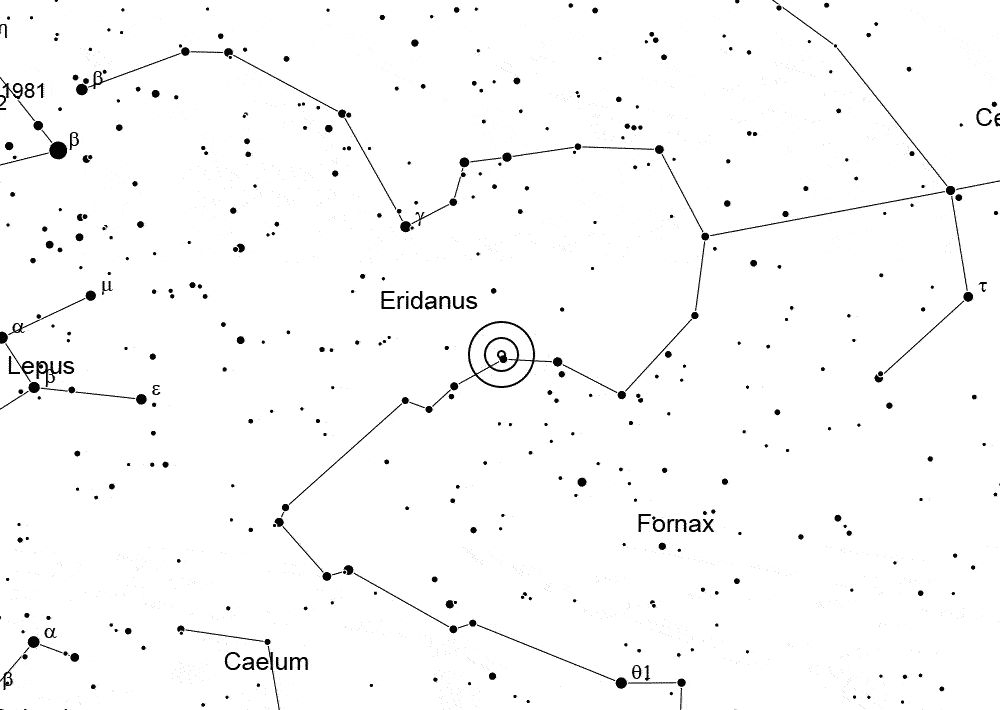 η
β
1981
2
β
Ce
γ
μ
τ
Eridanus
α
Lepus
β
ε
Fornax
α
Caelum
θ1
β